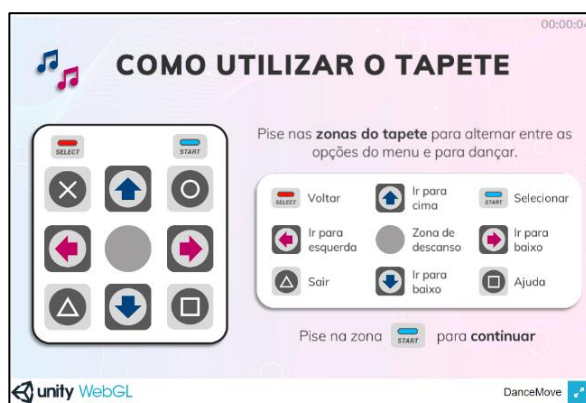 00:00:04
COMO UTILIZAR O TAPETE
SELECT
START
Pise nas zonas do tapete para alternar entre as
opções do menu e para dançar.
SELECT Voltar
Ir para
cima
START Selecionar
Ir para
esquerda
Zona de
descanso
Ir para
baixo
Sair
Ir para
baixo
Ajuda
Pise na zona START para continuar
unity WebGL
DanceMove